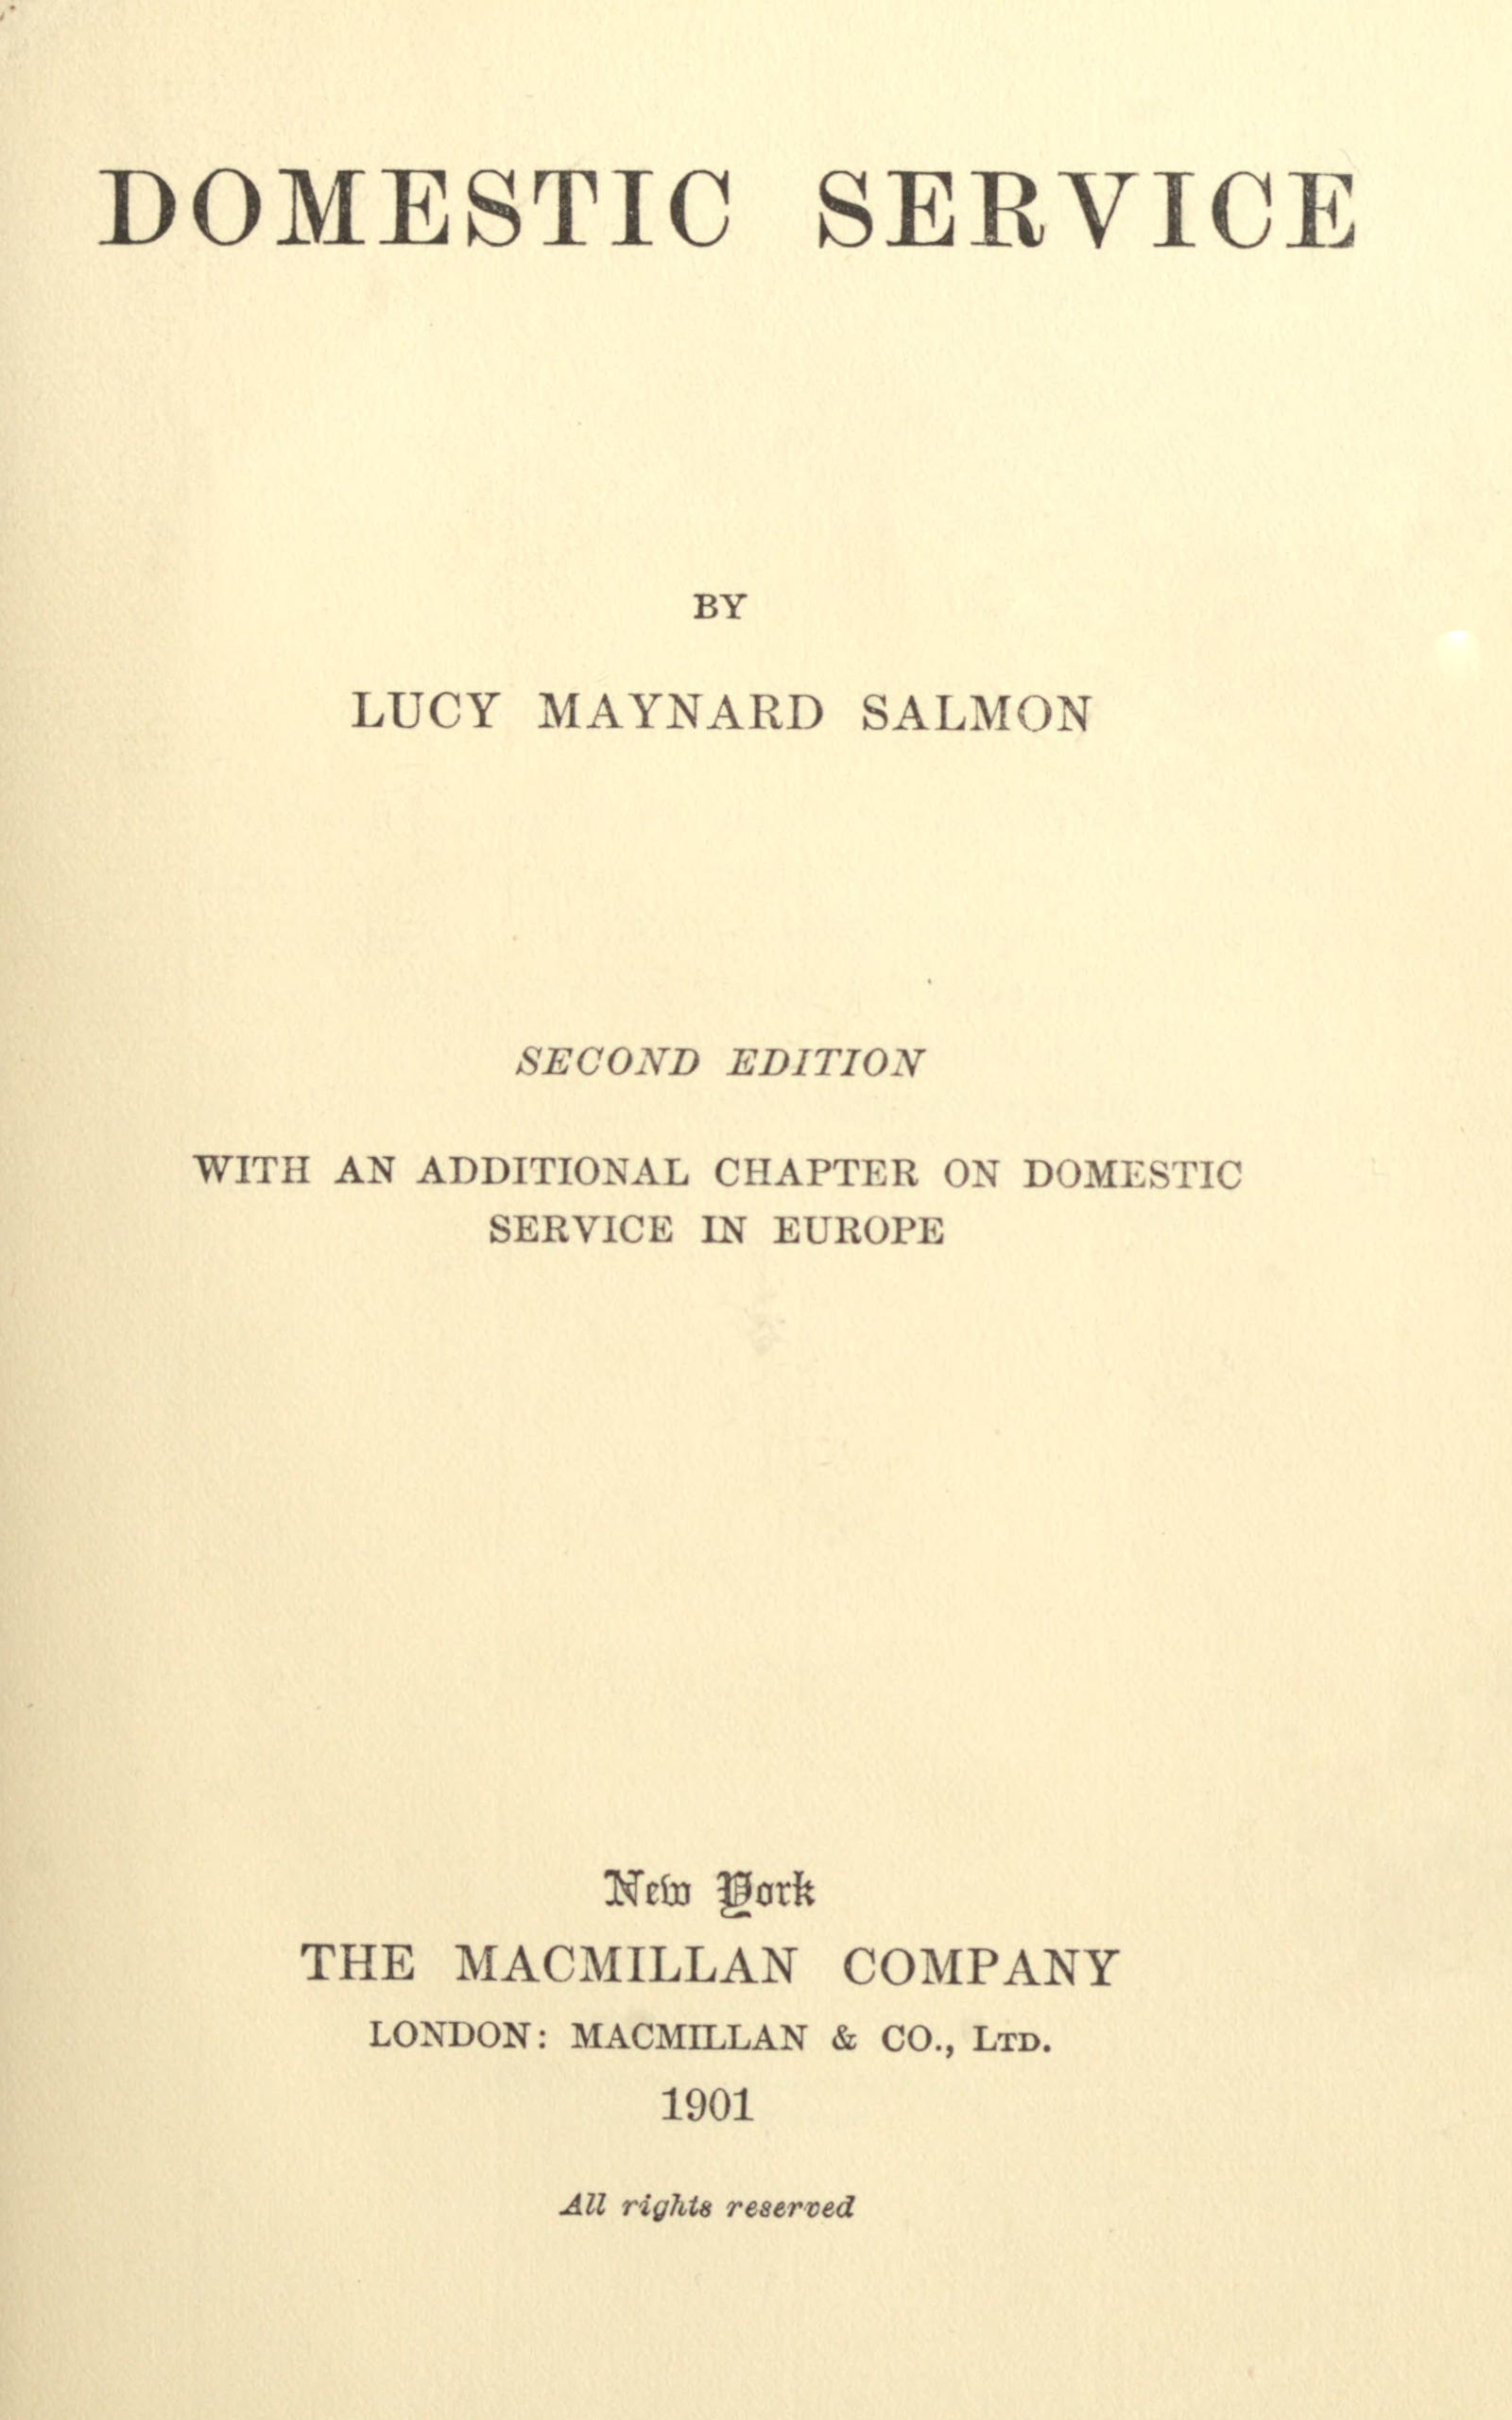 DOMESTIC SERVICE
BY
LUCY MAYNARD SALMON
SECOND EDITION
WITH AN ADDITIONAL CHAPTER ON DOMESTIC
SERVICE IN EUROPE
New York
THE MACMILLAN COMPANY
LONDON: MACMILLAN & CO., LTD.
1901
All rights reserved